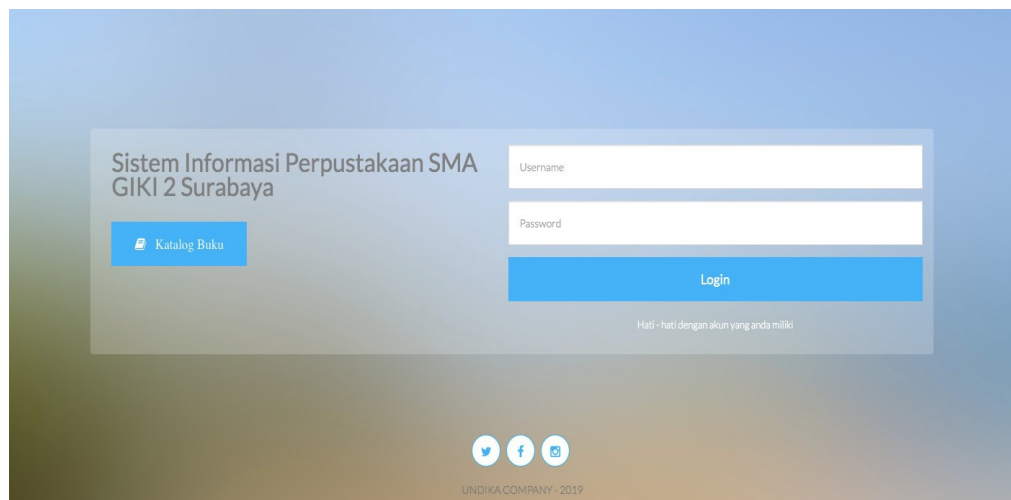 Sistem Informasi Perpustakaan SMA
GIKI 2 Surabaya
Katalog Buku
Username
Password
Login
Hati - hati dengan akun yang anda miliki
UNDIKA COMPANY - 2019